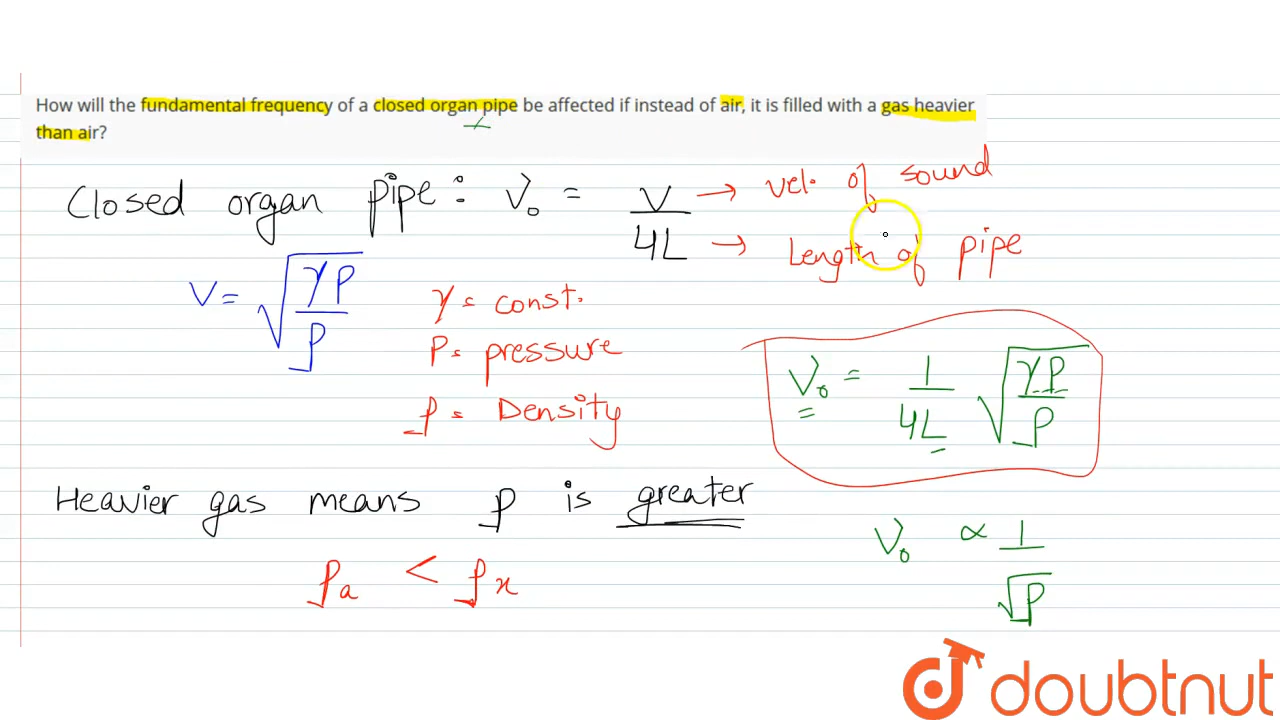 How will the fundamental frequency of a closed organ pipe be affected if instead of air, it is filled with a gas heavier
than air?
Closed organ pipe : ν₀ = v/4L → vel. of sound
→ Length of pipe
v = √(γP/ρ)
γ = const.
P = pressure
ρ = Density
ν₀ = 1/4L √(γP/ρ)
Heavier gas means ρ is greater
ν₀ ∝ 1/√ρ
ρₐ < ρₓ
doubtnut